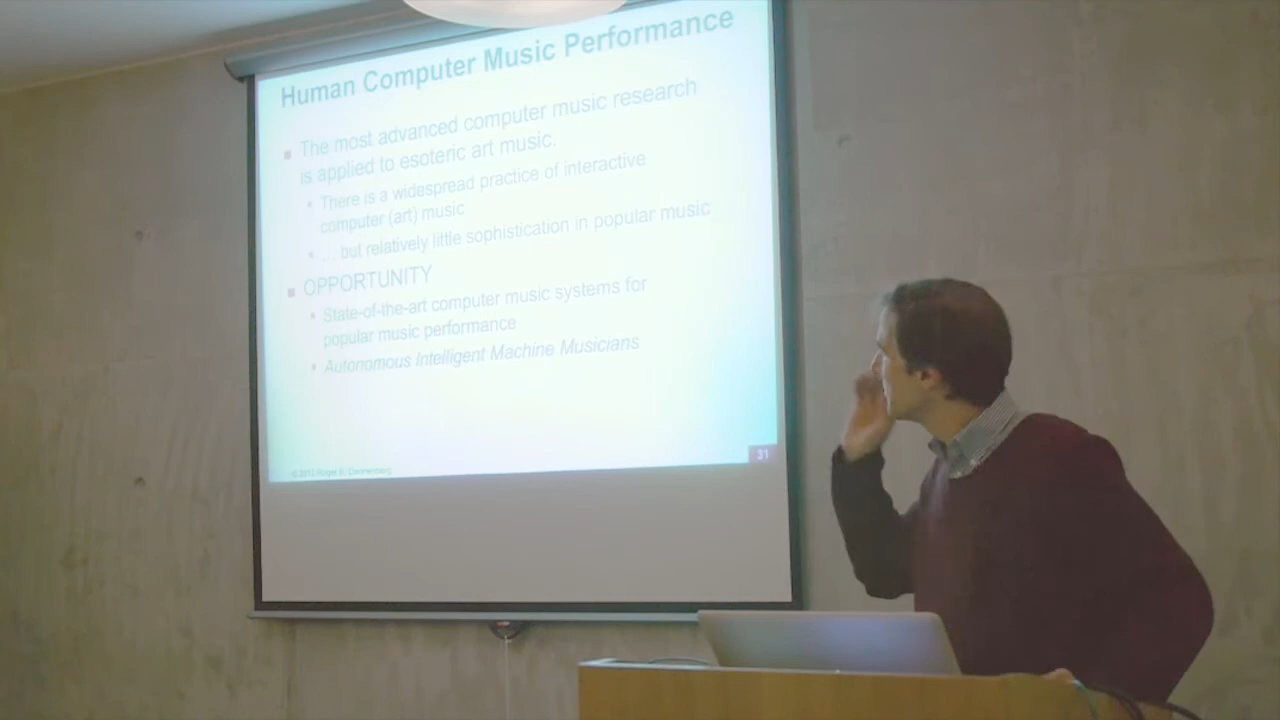 Human Computer Music Performance
The most advanced computer music research
is applied to esoteric art music.
There is a widespread practice of interactive
computer (art) music
… but relatively little sophistication in popular music
OPPORTUNITY
State-of-the-art computer music systems for
popular music performance
Autonomous Intelligent Machine Musicians
Roger B. Dannenberg
31